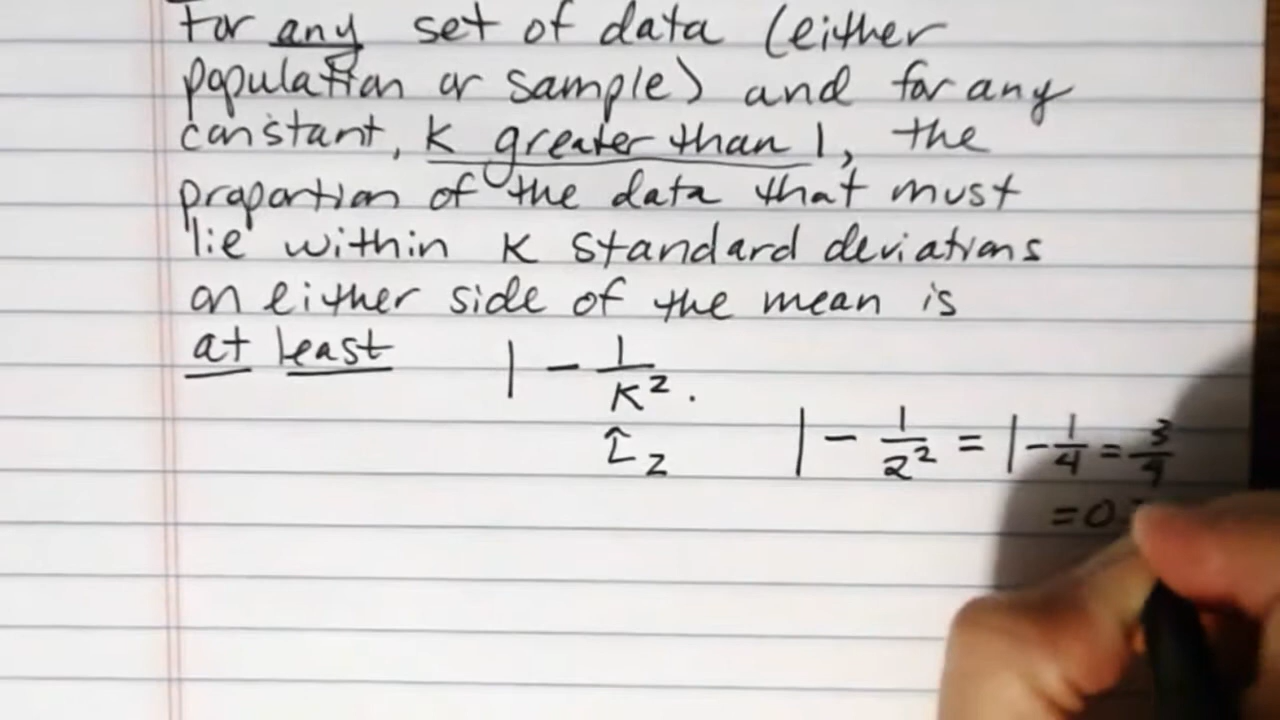 For any set of data (either
population or sample) and for any
constant, K greater than 1, the
proportion of the data that must
lie within K standard deviations
on either side of the mean is
at least 1 - 1/K².
2 1 - 1/2² = 1 - 1/4 = 3/4
= 0.